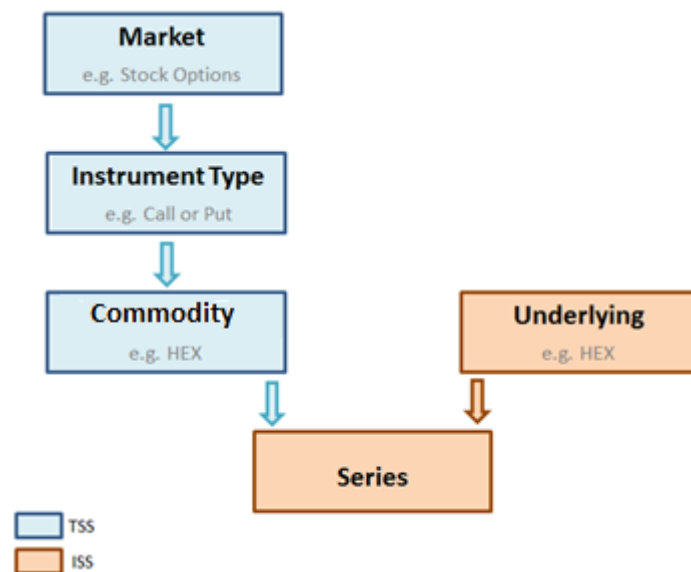 Market
e.g. Stock Options
Instrument Type
e.g. Call or Put
Commodity
e.g. HEX
Underlying
e.g. HEX
Series
TSS
ISS